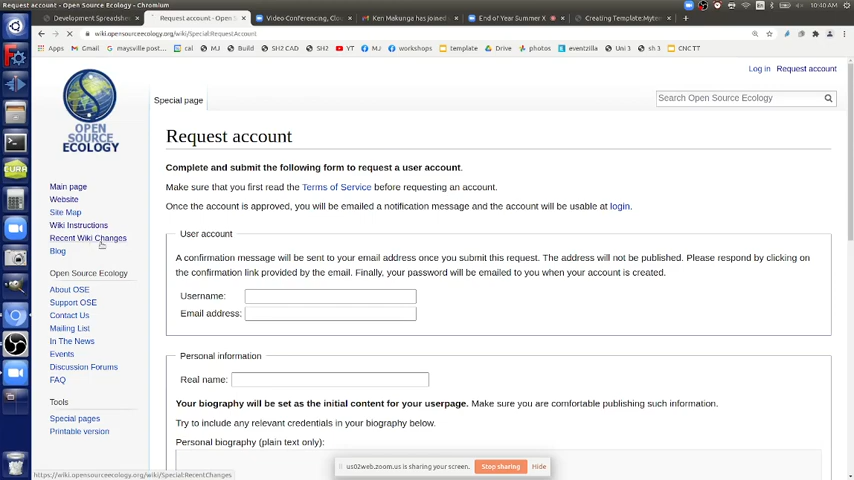 Request account - Open Source Ecology - Chromium
10:40 AM
Development Spreadshe
Request account - Open S
Video Conferencing, Clou
Ken Makunga has joined
End of Year Summer X
Creating Template:Mytem
wiki.opensourceecology.org/wiki/Special:RequestAccount
Apps
Gmail
maysville post...
cal
MJ
Build
SH2 CAD
SH2
YT
MJ
workshops
template
Drive
photos
eventzilla
Uni 3
sh 3
CNC TT
Log in
Request account
Special page
Search Open Source Ecology
OPEN
SOURCE
ECOLOGY
Main page
Website
Site Map
Wiki Instructions
Recent Wiki Changes
Blog
Open Source Ecology
About OSE
Support OSE
Contact Us
Mailing List
In The News
Events
Discussion Forums
FAQ
Tools
Special pages
Printable version
Request account
Complete and submit the following form to request a user account.
Make sure that you first read the Terms of Service before requesting an account.
Once the account is approved, you will be emailed a notification message and the account will be usable at login.
User account
A confirmation message will be sent to your email address once you submit this request. The address will not be published. Please respond by clicking on
the confirmation link provided by the email. Finally, your password will be emailed to you when your account is created.
Username:
Email address:
Personal information
Real name:
Your biography will be set as the initial content for your userpage. Make sure you are comfortable publishing such information.
Try to include any relevant credentials in your biography below.
Personal biography (plain text only):
us02web.zoom.us is sharing your screen.
Stop sharing
Hide
https://wiki.opensourceecology.org/wiki/Special:RecentChanges
CURA